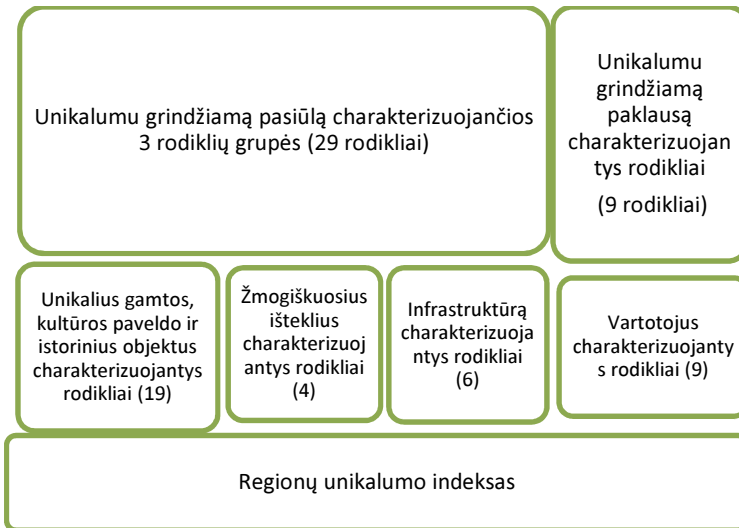 Unikalumu grindžiamą pasiūlą charakterizuojančios
3 rodiklių grupės (29 rodikliai)
Unikalumu
grindžiamą
paklausą
charakterizuojan
tys rodikliai
(9 rodikliai)
Unikalius gamtos,
kultūros paveldo ir
istorinius objektus
charakterizuojantys
rodikliai (19)
Žmogiškuosius
išteklius
charakterizuoj
antys rodikliai
(4)
Infrastruktūrą
charakterizuoja
ntys rodikliai
(6)
Vartotojus
charakterizuojanty
s rodikliai (9)
Regionų unikalumo indeksas